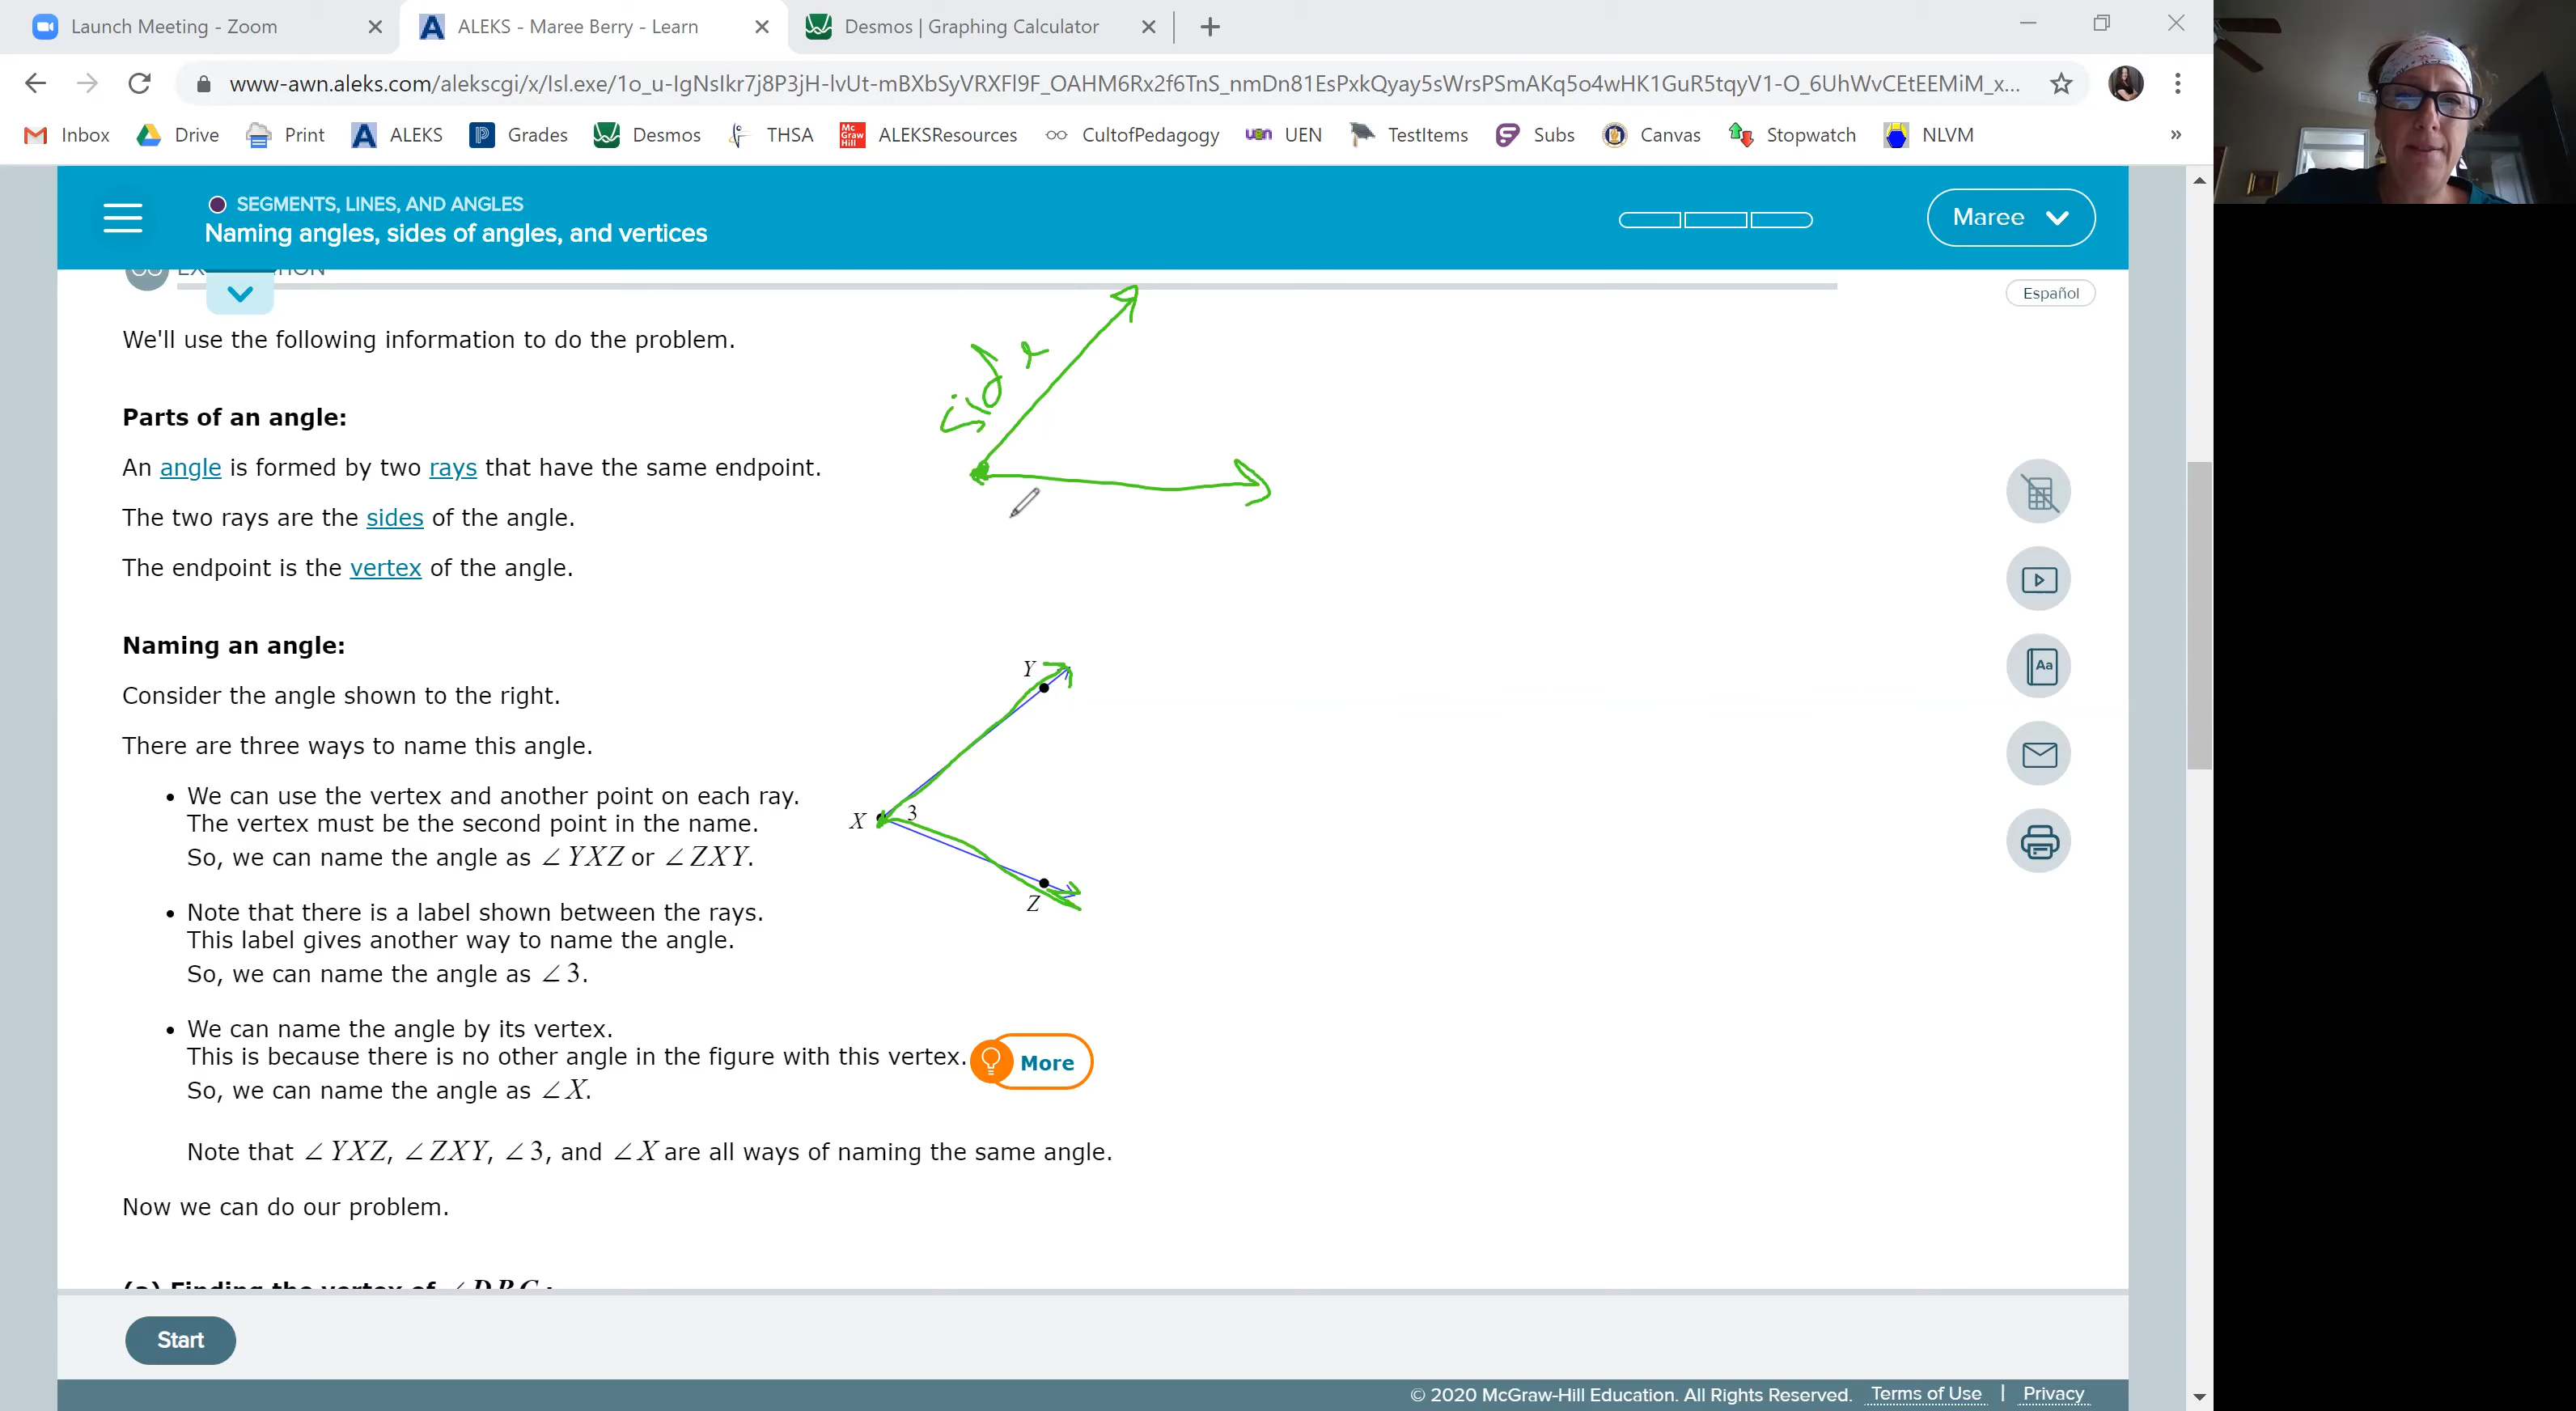 Launch Meeting - Zoom
ALEKS - Maree Berry - Learn
Desmos | Graphing Calculator
www-awn.aleks.com/alekscgi/x/Isl.exe/1o_u-IgNsIkr7j8P3jH-lvUt-mBXbSyVRXFl9F_OAHM6Rx2f6TnS_nmDn81EsPxkQyay5sWrsPSmAKq5o4wHK1GuR5tqyV1-O_6UhWvCEtEEMiM_x...
Inbox Drive Print ALEKS Grades Desmos THSA ALEKSResources CultofPedagogy UEN TestItems Subs Canvas Stopwatch NLVM »
SEGMENTS, LINES, AND ANGLES
Naming angles, sides of angles, and vertices
Maree
Español
We'll use the following information to do the problem.
side
Parts of an angle:
An angle is formed by two rays that have the same endpoint.
The two rays are the sides of the angle.
The endpoint is the vertex of the angle.
Naming an angle:
Consider the angle shown to the right.
There are three ways to name this angle.
• We can use the vertex and another point on each ray.
The vertex must be the second point in the name.
So, we can name the angle as ∠YXZ or ∠ZXY.
Y
X
3
Z
• Note that there is a label shown between the rays.
This label gives another way to name the angle.
So, we can name the angle as ∠3.
• We can name the angle by its vertex.
This is because there is no other angle in the figure with this vertex.
More
So, we can name the angle as ∠X.
Note that ∠YXZ, ∠ZXY, ∠3, and ∠X are all ways of naming the same angle.
Now we can do our problem.
(a) Finding the vertex of ∠DBC:
Start
© 2020 McGraw-Hill Education. All Rights Reserved. Terms of Use | Privacy